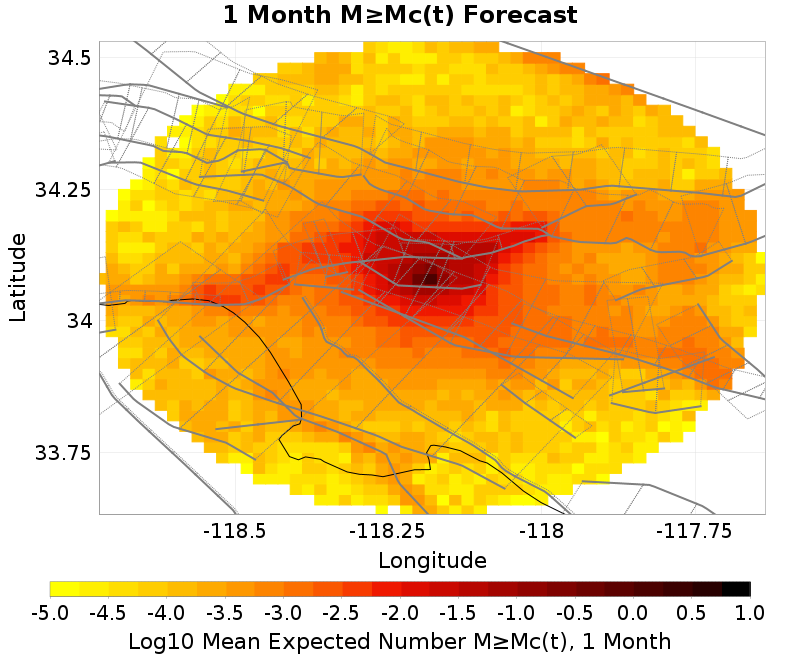 1 Month M≥Mc(t) Forecast
34.5
34.25
34
33.75
Latitude
-118.5 -118.25 -118 -117.75
Longitude
-5.0 -4.5 -4.0 -3.5 -3.0 -2.5 -2.0 -1.5 -1.0 -0.5 0.0 0.5 1.0
Log10 Mean Expected Number M≥Mc(t), 1 Month